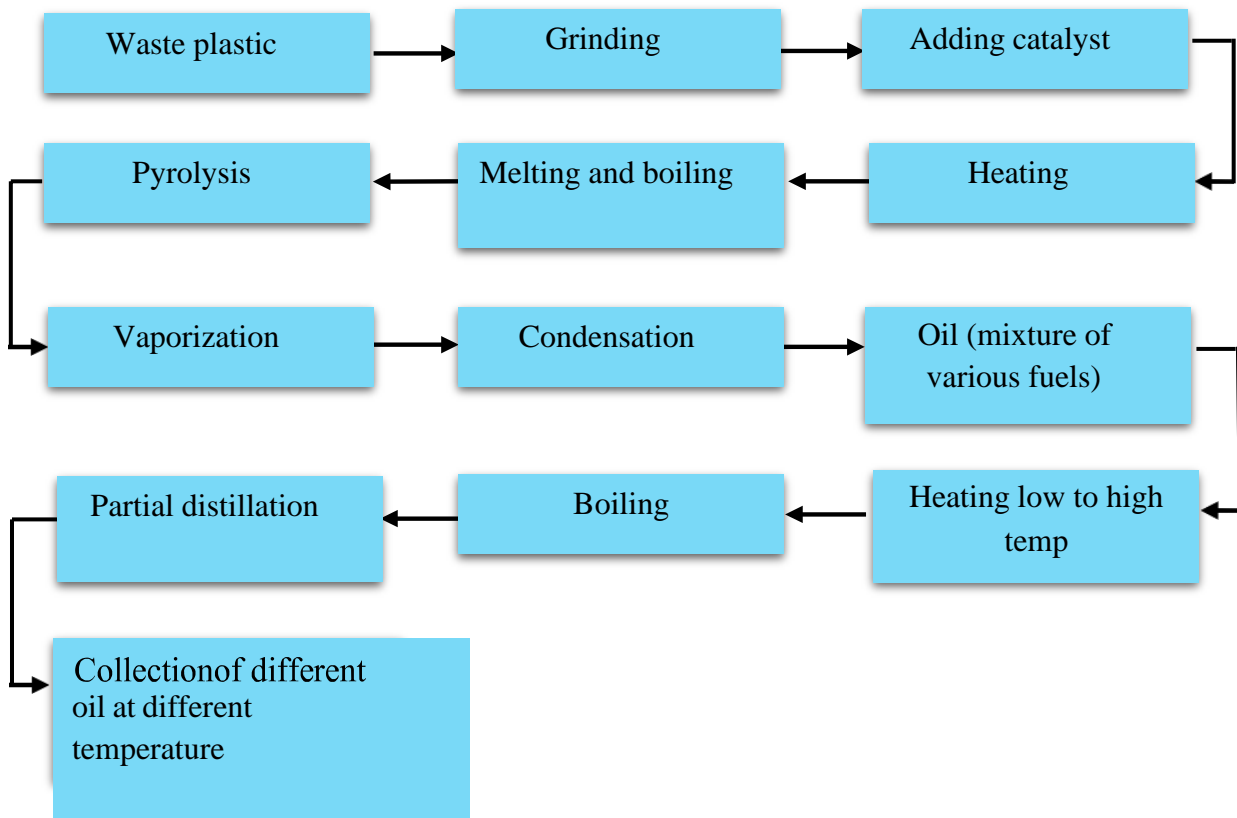 Waste plastic
Grinding
Adding catalyst
Pyrolysis
Melting and boiling
Heating
Vaporization
Condensation
Oil (mixture of
various fuels)
Partial distillation
Boiling
Heating low to high
temp
Collectionof different
oil at different
temperature